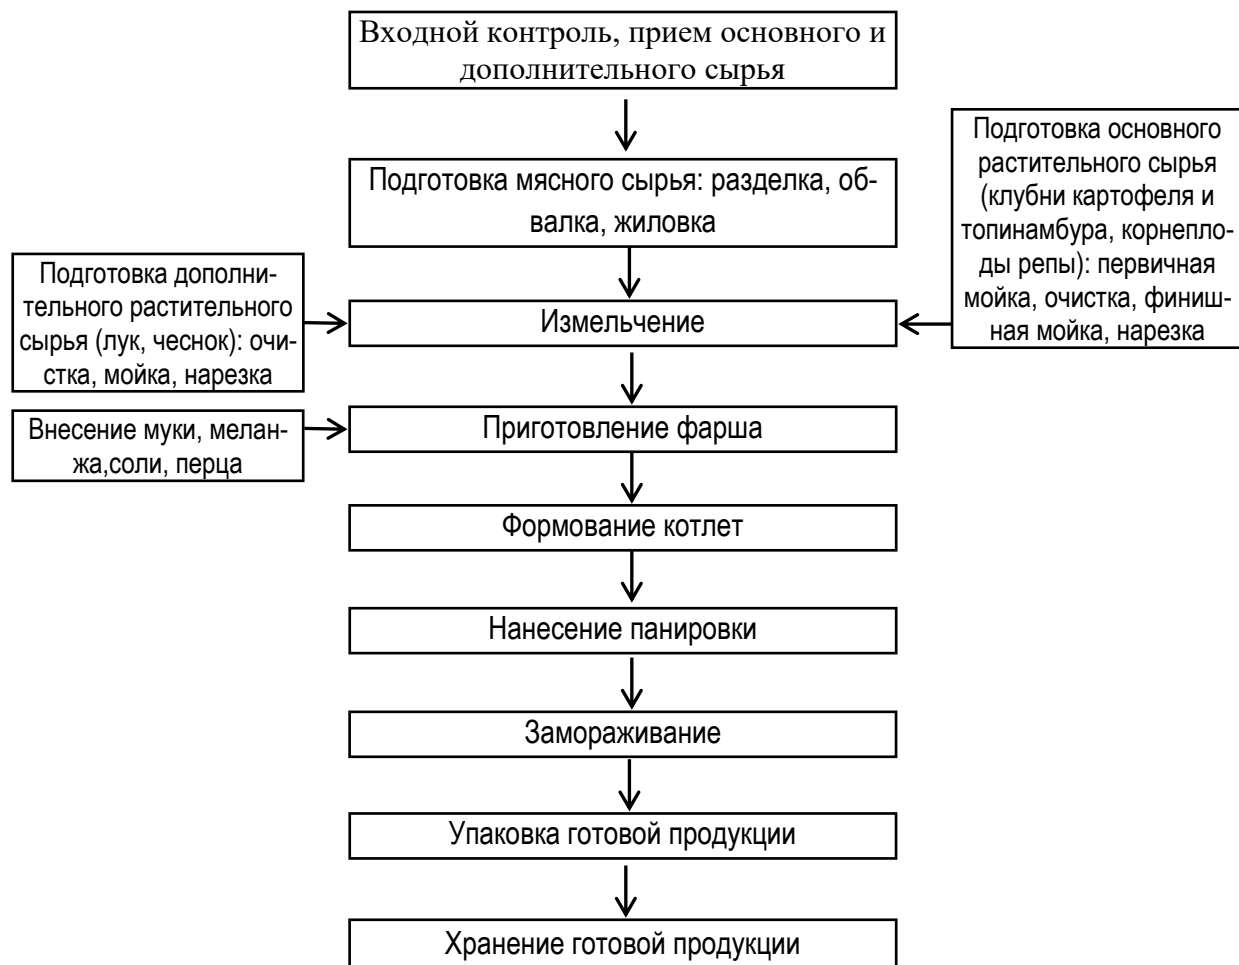 Входной контроль, прием основного и
дополнительного сырья
Подготовка мясного сырья: разделка, об-
валка, жиловка
Подготовка основного
растительного сырья
(клубни картофеля и
топинамбура, корнепло-
ды репы): первичная
мойка, очистка, финиш-
ная мойка, нарезка
Подготовка дополни-
тельного растительного
сырья (лук, чеснок): очи-
стка, мойка, нарезка
Измельчение
Внесение муки, мелан-
жа,соли, перца
Приготовление фарша
Формование котлет
Нанесение панировки
Замораживание
Упаковка готовой продукции
Хранение готовой продукции